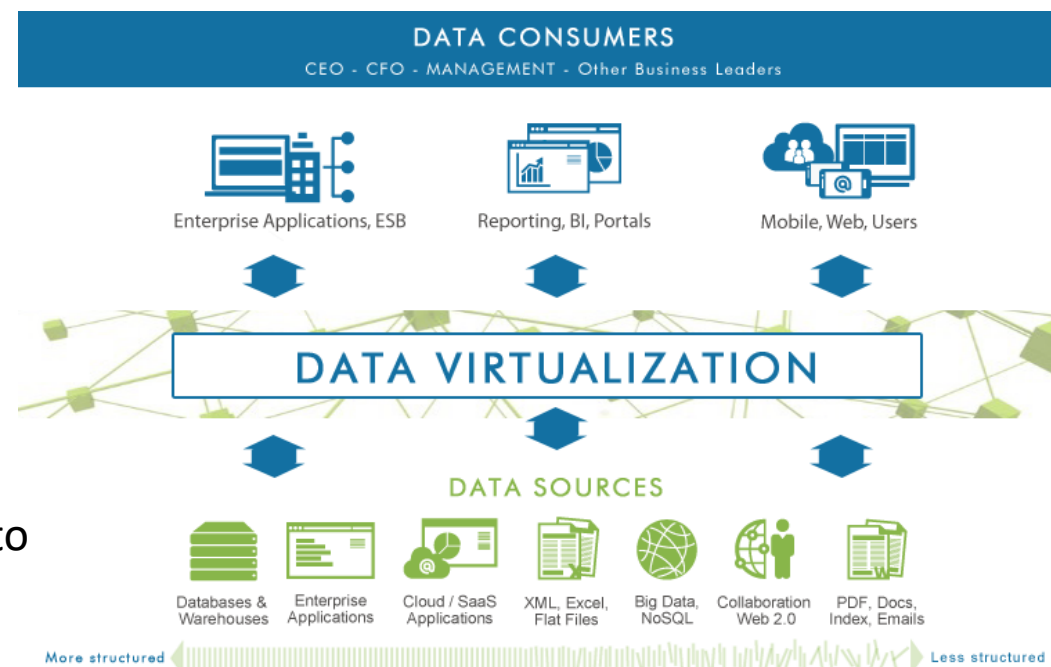 DATA CONSUMERS
CEO - CFO - MANAGEMENT - Other Business Leaders
Enterprise Applications, ESB
Reporting, BI, Portals
Mobile, Web, Users
DATA VIRTUALIZATION
DATA SOURCES
to
Databases &
Warehouses
Enterprise
Applications
Cloud / SaaS
Applications
XML, Excel,
Flat Files
Big Data,
NoSQL
Collaboration
Web 2.0
PDF, Docs,
Index, Emails
More structured
Less structured